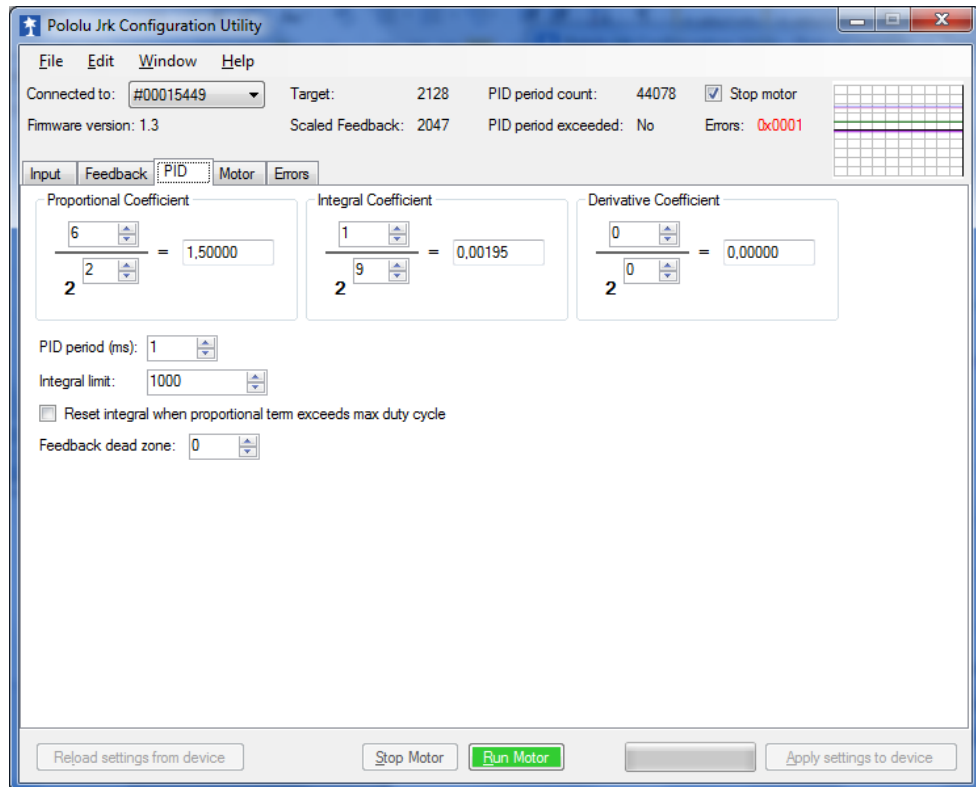 Pololu Jrk Configuration Utility
File Edit Window Help
Connected to: #00015449 Target: 2128 PID period count: 44078 Stop motor
Firmware version: 1.3 Scaled Feedback: 2047 PID period exceeded: No Errors: 0x0001
Input Feedback PID Motor Errors
Proportional Coefficient Integral Coefficient Derivative Coefficient
6 1 0
= 1,50000 = 0,00195 = 0,00000
2 9 0
2 2 2
PID period (ms): 1
Integral limit: 1000
Reset integral when proportional term exceeds max duty cycle
Feedback dead zone: 0
Reload settings from device Stop Motor Run Motor Apply settings to device